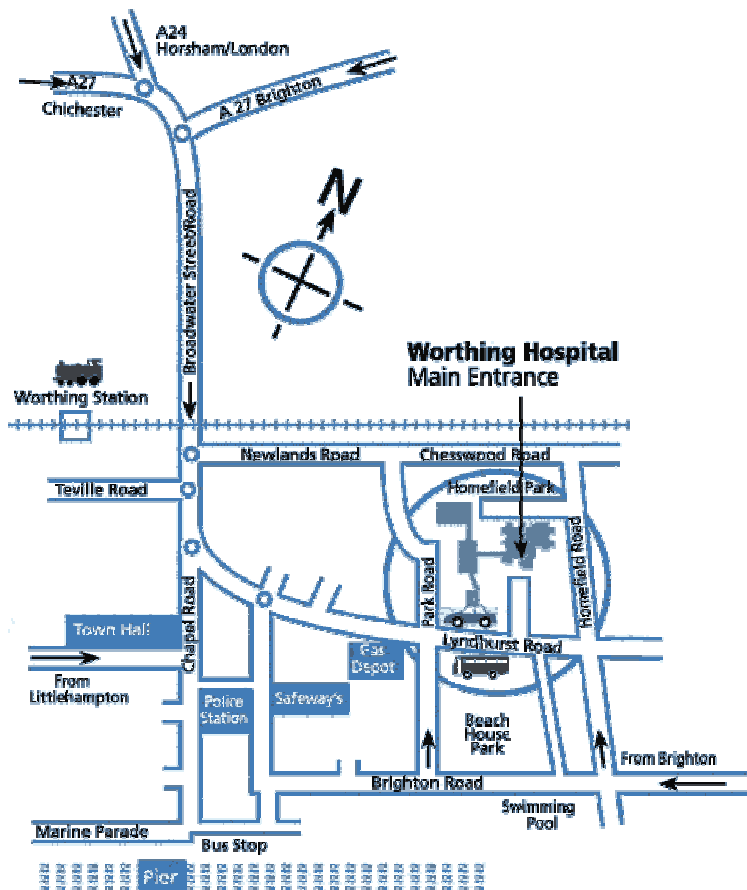 A24
Horsham/London
A27
Chichester
A 27 Brighton
N
Broadwater Street/Road
Worthing Hospital
Main Entrance
Worthing Station
Newlands Road
Chesswood Road
Teville Road
Homefield Park
Homefield Road
Park Road
Chapel Road
Town Hall
Lyndhurst Road
Gas
Depot
From
Littlehampton
Police
Station
Safeway's
Beach
House
Park
From Brighton
Brighton Road
Swimming
Pool
Marine Parade
Bus Stop
Pier